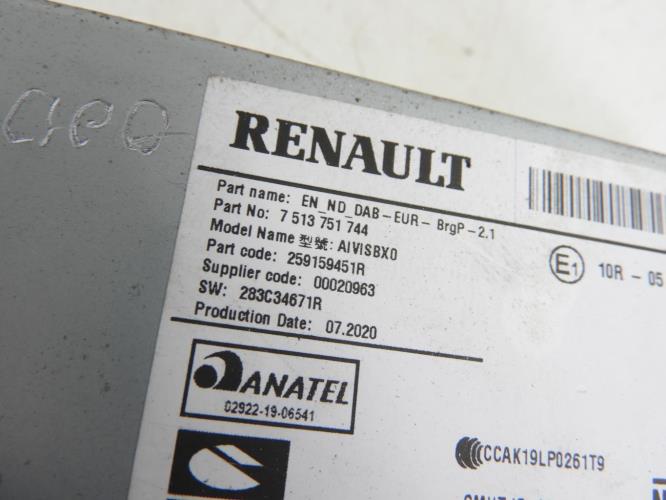 RENAULT
Part name: EN_ND_DAB-EUR- BrgP-2.1
Part No: 7 513 751 744
Model Name 型號: AIVISBX0
Part code: 259159451R
Supplier code: 00020963
SW: 283C34671R
Production Date: 07.2020
E1 10R - 05
ANATEL
02922-19-06541
CCAK19LP0261T9